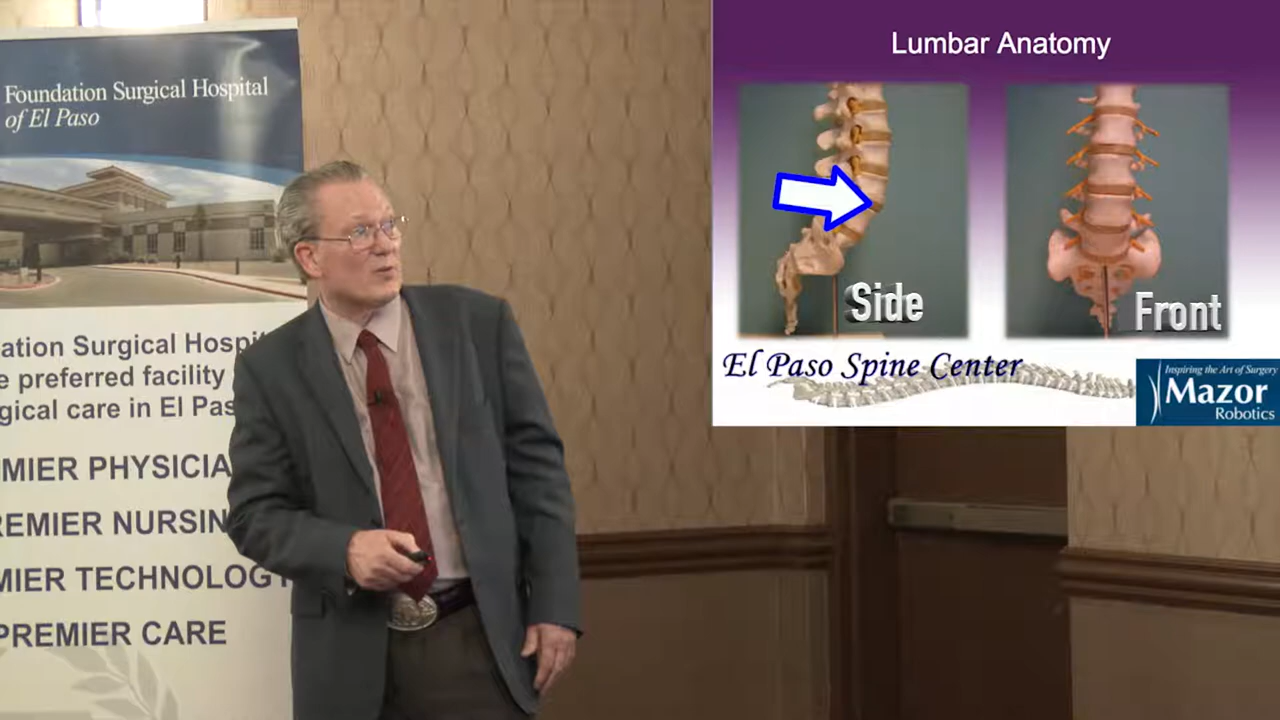 Foundation Surgical Hospital
of El Paso
ation Surgical Hospi
e preferred facility
gical care in El Pas
MIER PHYSICIA
REMIER NURSIN
MIER TECHNOLOGY
PREMIER CARE
Lumbar Anatomy
Side
Front
El Paso Spine Center
Inspiring the Art of Surgery
Mazor
Robotics